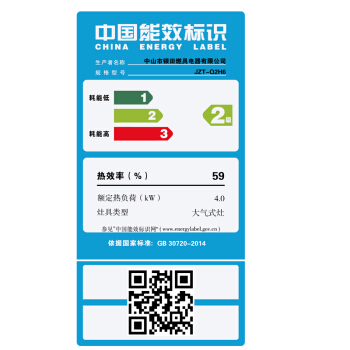 中国能效标识
CHINA ENERGY LABEL
生产者名称 中山市银田燃具电器有限公司
规格型号 JZT-Q2H6
耗能低 1
2 2级
耗能高 3
热效率（%） 59
额定热负荷（kW） 4.0
灶具类型 大气式灶
参见"中国能效标识网"（www.energylabel.gov.cn）
依据国家标准: GB 30720-2014